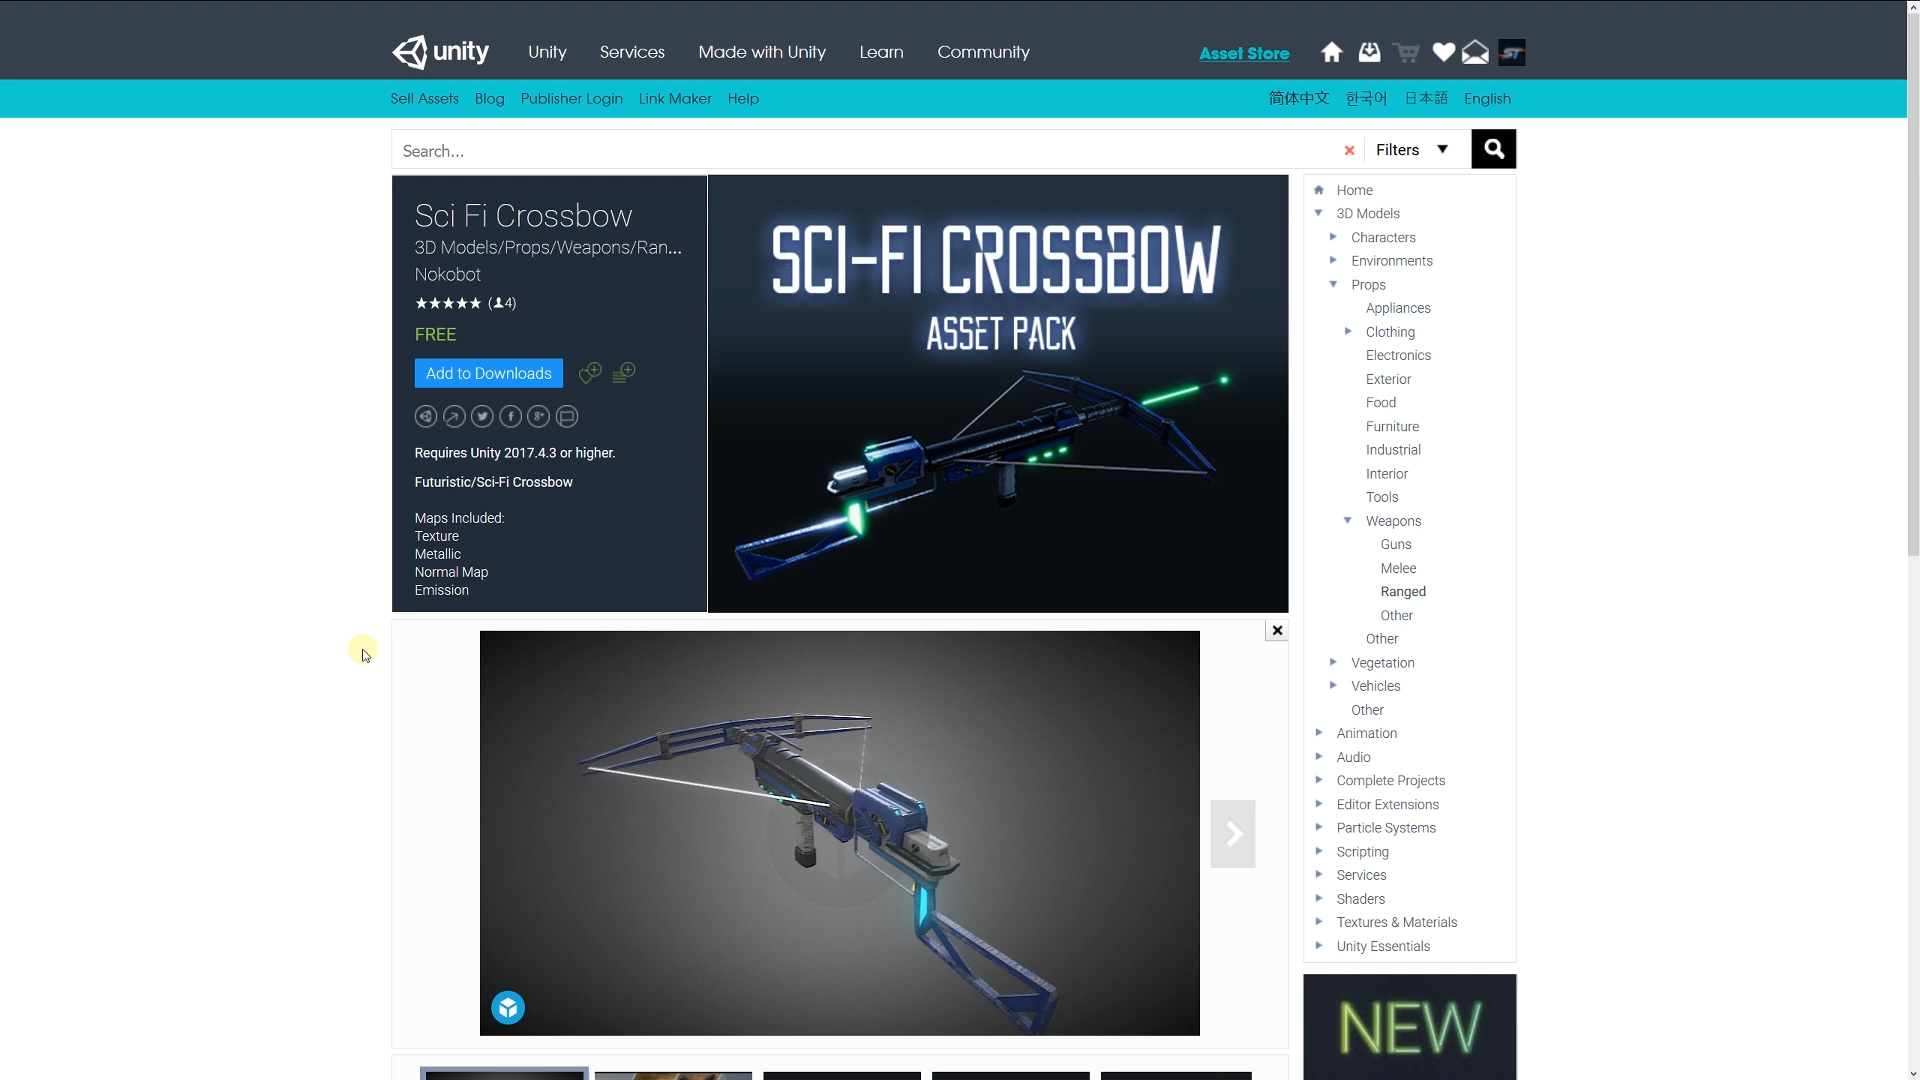 unity
Unity Services Made with Unity Learn Community
Asset Store
ST
Sell Assets Blog Publisher Login Link Maker Help
简体中文 한국어 日本語 English
Search...
Filters
Sci Fi Crossbow
3D Models/Props/Weapons/Ran...
Nokobot
(4)
FREE
Add to Downloads
Requires Unity 2017.4.3 or higher.
Futuristic/Sci-Fi Crossbow
Maps Included:
Texture
Metallic
Normal Map
Emission
SCI-FI CROSSBOW
ASSET PACK
Home
3D Models
Characters
Environments
Props
Appliances
Clothing
Electronics
Exterior
Food
Furniture
Industrial
Interior
Tools
Weapons
Guns
Melee
Ranged
Other
Other
Vegetation
Vehicles
Other
Animation
Audio
Complete Projects
Editor Extensions
Particle Systems
Scripting
Services
Shaders
Textures & Materials
Unity Essentials
NEW